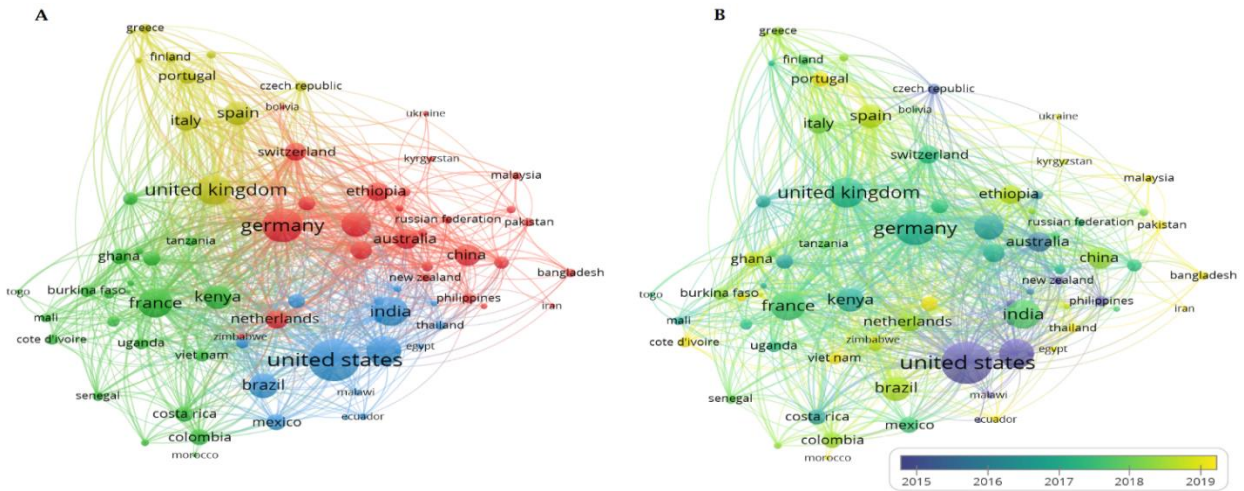 A
greece
finland
portugal
czech republic
bolivia
spain
italy
ukraine
switzerland
kyrgyzstan
malaysia
united kingdom
ethiopia
germany
russian federation
pakistan
tanzania
australia
ghana
china
new zealand
bangladesh
togo
burkina faso
france
kenya
philippines
iran
mali
netherlands
india
thailand
cote d'ivoire
uganda
zimbabwe
viet nam
egypt
united states
brazil
senegal
malawi
costa rica
mexico
ecuador
colombia
morocco
B
greece
finland
portugal
czech republic
bolivia
spain
italy
ukraine
switzerland
kyrgyzstan
malaysia
united kingdom
ethiopia
germany
russian federation
pakistan
tanzania
australia
ghana
china
new zealand
bangladesh
togo
burkina faso
france
kenya
philippines
iran
mali
netherlands
india
thailand
cote d'ivoire
uganda
zimbabwe
viet nam
egypt
united states
brazil
senegal
malawi
costa rica
mexico
ecuador
colombia
morocco
2015 2016 2017 2018 2019